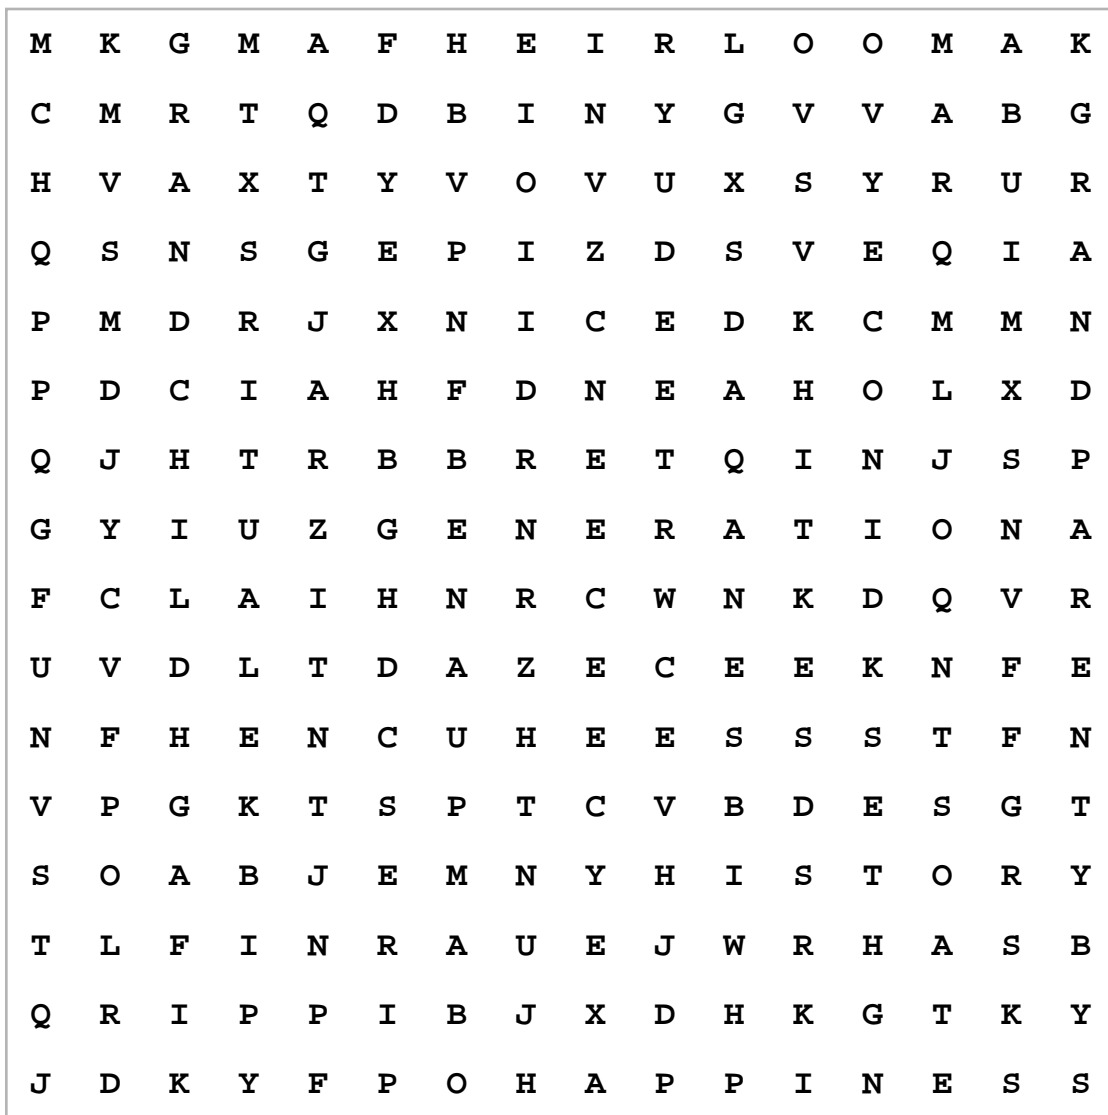 M K G M A F H E I R L O O M A K
C M R T Q D B I N Y G V V A B G
H V A X T Y V O V U X S Y R U R
Q S N S G E P I Z D S V E Q I A
P M D R J X N I C E D K C M M N
P D C I A H F D N E A H O L X D
Q J H T R B B R E T Q I N J S P
G Y I U Z G E N E R A T I O N A
F C L A I H N R C W N K D Q V R
U V D L T D A Z E C E E K N F E
N F H E N C U H E E S S S T F N
V P G K T S P T C V B D E S G T
S O A B J E M N Y H I S T O R Y
T L F I N R A U E J W R H A S B
Q R I P P I B J X D H K G T K Y
J D K Y F P O H A P P I N E S S